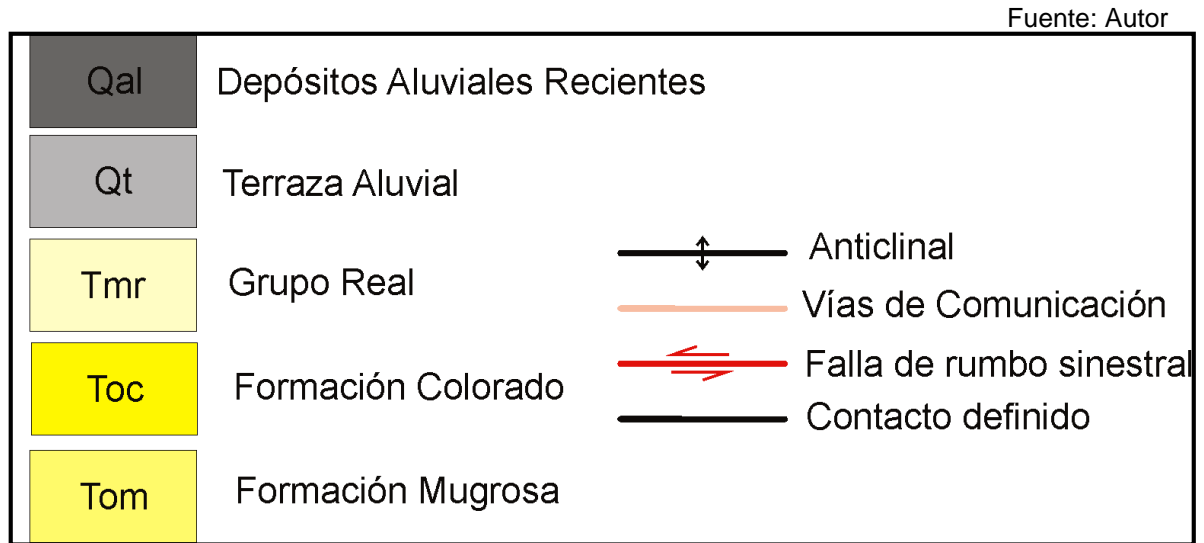 Fuente: Autor
Qal Depósitos Aluviales Recientes
Qt Terraza Aluvial
Tmr Grupo Real
Toc Formación Colorado
Tom Formación Mugrosa
Anticlinal
Vías de Comunicación
Falla de rumbo sinestral
Contacto definido